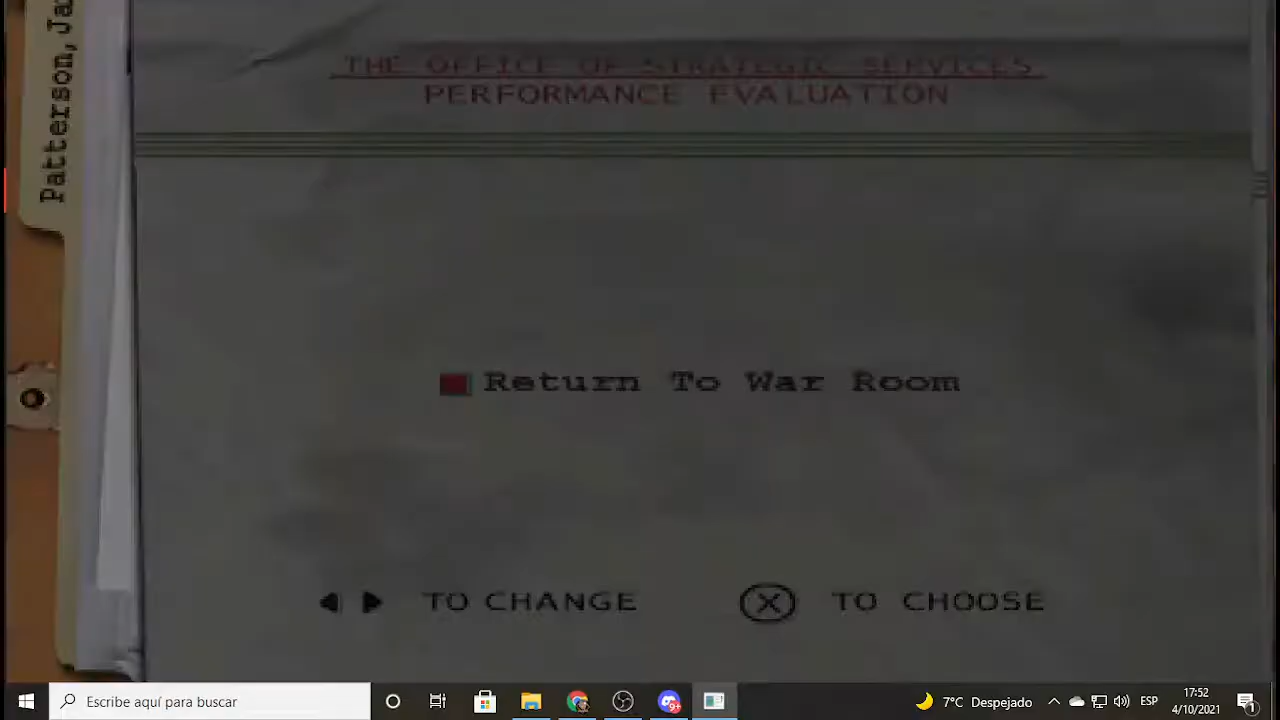 Patterson, Ja
THE OFFICE OF STRATEGIC SERVICES
PERFORMANCE EVALUATION
Return To War Room
TO CHANGE
X TO CHOOSE
Escribe aquí para buscar
7°C Despejado
ESP
17:52
4/10/2021